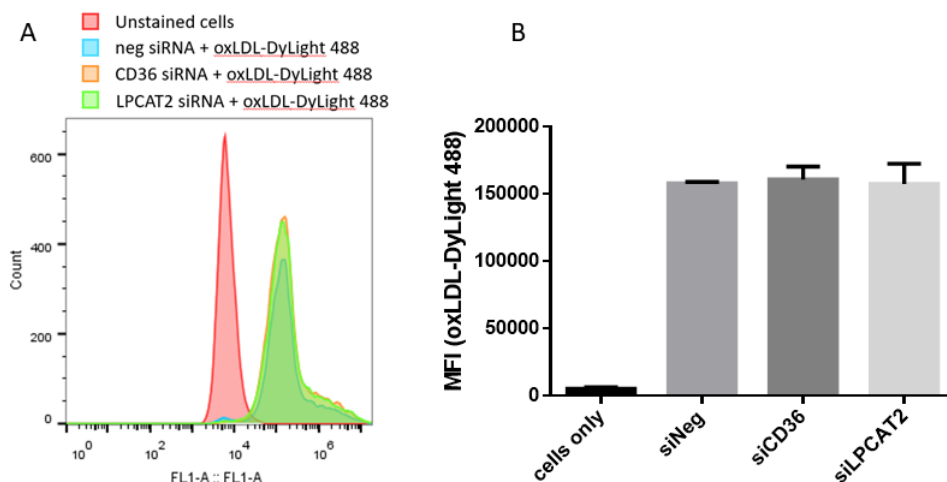 A
Unstained cells
neg siRNA + oxLDL-DyLight 488
CD36 siRNA + oxLDL-DyLight 488
LPCAT2 siRNA + oxLDL-DyLight 488
600
400
200
0
Count
10^0
10^2
10^4
10^6
FL1-A :: FL1-A
B
200000
150000
100000
50000
0
MFI (oxLDL-DyLight 488)
cells only
siNeg
siCD36
siLPCAT2